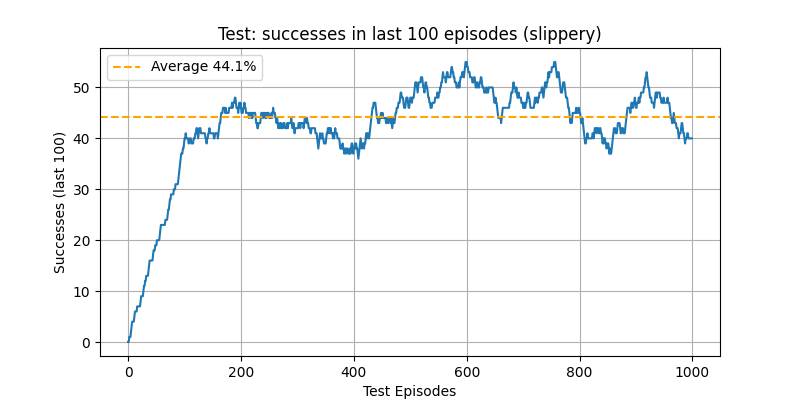 Test: successes in last 100 episodes (slippery)
Average 44.1%
Successes (last 100)
50
40
30
20
10
0
0 200 400 600 800 1000
Test Episodes